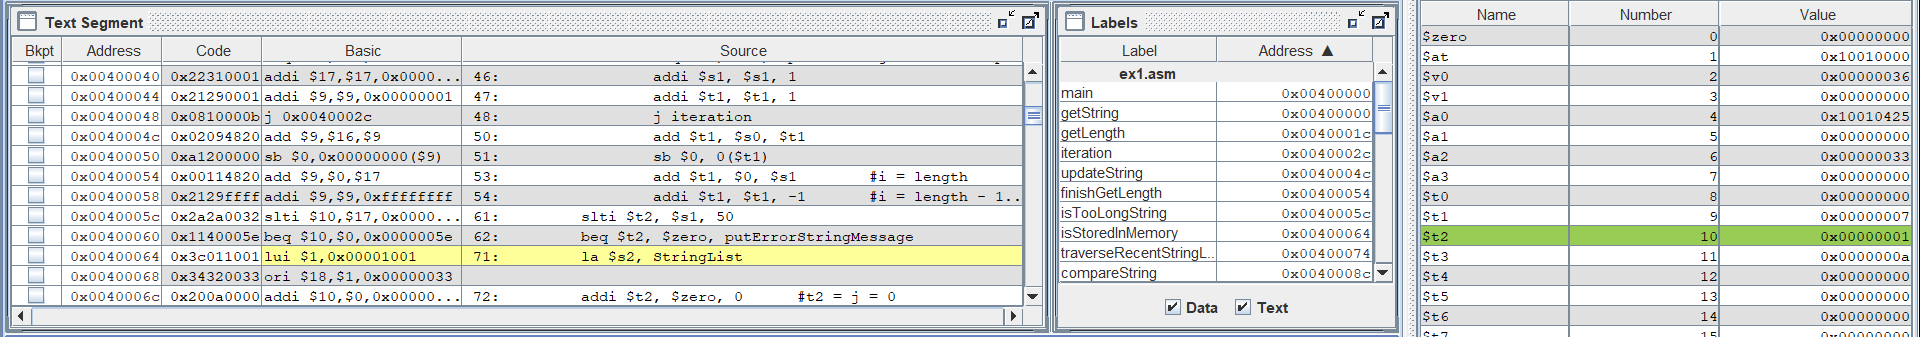 Text Segment
Bkpt Address Code Basic Source
0x00400040 0x22310001 addi $17,$17,0x0000... 46: addi $s1, $s1, 1
0x00400044 0x21290001 addi $9,$9,0x00000001 47: addi $t1, $t1, 1
0x00400048 0x0810000b j 0x0040002c 48: j iteration
0x0040004c 0x02094820 add $9,$16,$9 50: add $t1, $s0, $t1
0x00400050 0xa1200000 sb $0,0x00000000($9) 51: sb $0, 0($t1)
0x00400054 0x00114820 add $9,$0,$17 53: add $t1, $0, $s1 #i = length
0x00400058 0x2129ffff addi $9,$9,0xffffffff 54: addi $t1, $t1, -1 #i = length - 1..
0x0040005c 0x2a2a0032 slti $10,$17,0x0000... 61: slti $t2, $s1, 50
0x00400060 0x1140005e beq $10,$0,0x0000005e 62: beq $t2, $zero, putErrorStringMessage
0x00400064 0x3c011001 lui $1,0x00001001 71: la $s2, StringList
0x00400068 0x34320033 ori $18,$1,0x00000033
0x0040006c 0x200a0000 addi $10,$0,0x0000... 72: addi $t2, $zero, 0 #t2 = j = 0
Labels
Label Address ▲
ex1.asm
main 0x00400000
getString 0x00400000
getLength 0x0040001c
iteration 0x0040002c
updateString 0x0040004c
finishGetLength 0x00400054
isTooLongString 0x0040005c
isStoredInMemory 0x00400064
traverseRecentStringL.. 0x00400074
compareString 0x0040008c
Data Text
Name Number Value
$zero 0 0x00000000
$at 1 0x10010000
$v0 2 0x00000036
$v1 3 0x00000000
$a0 4 0x10010425
$a1 5 0x00000000
$a2 6 0x00000033
$a3 7 0x00000000
$t0 8 0x00000000
$t1 9 0x00000007
$t2 10 0x00000001
$t3 11 0x0000000a
$t4 12 0x00000000
$t5 13 0x00000000
$t6 14 0x00000000
$t7 15 0x00000000